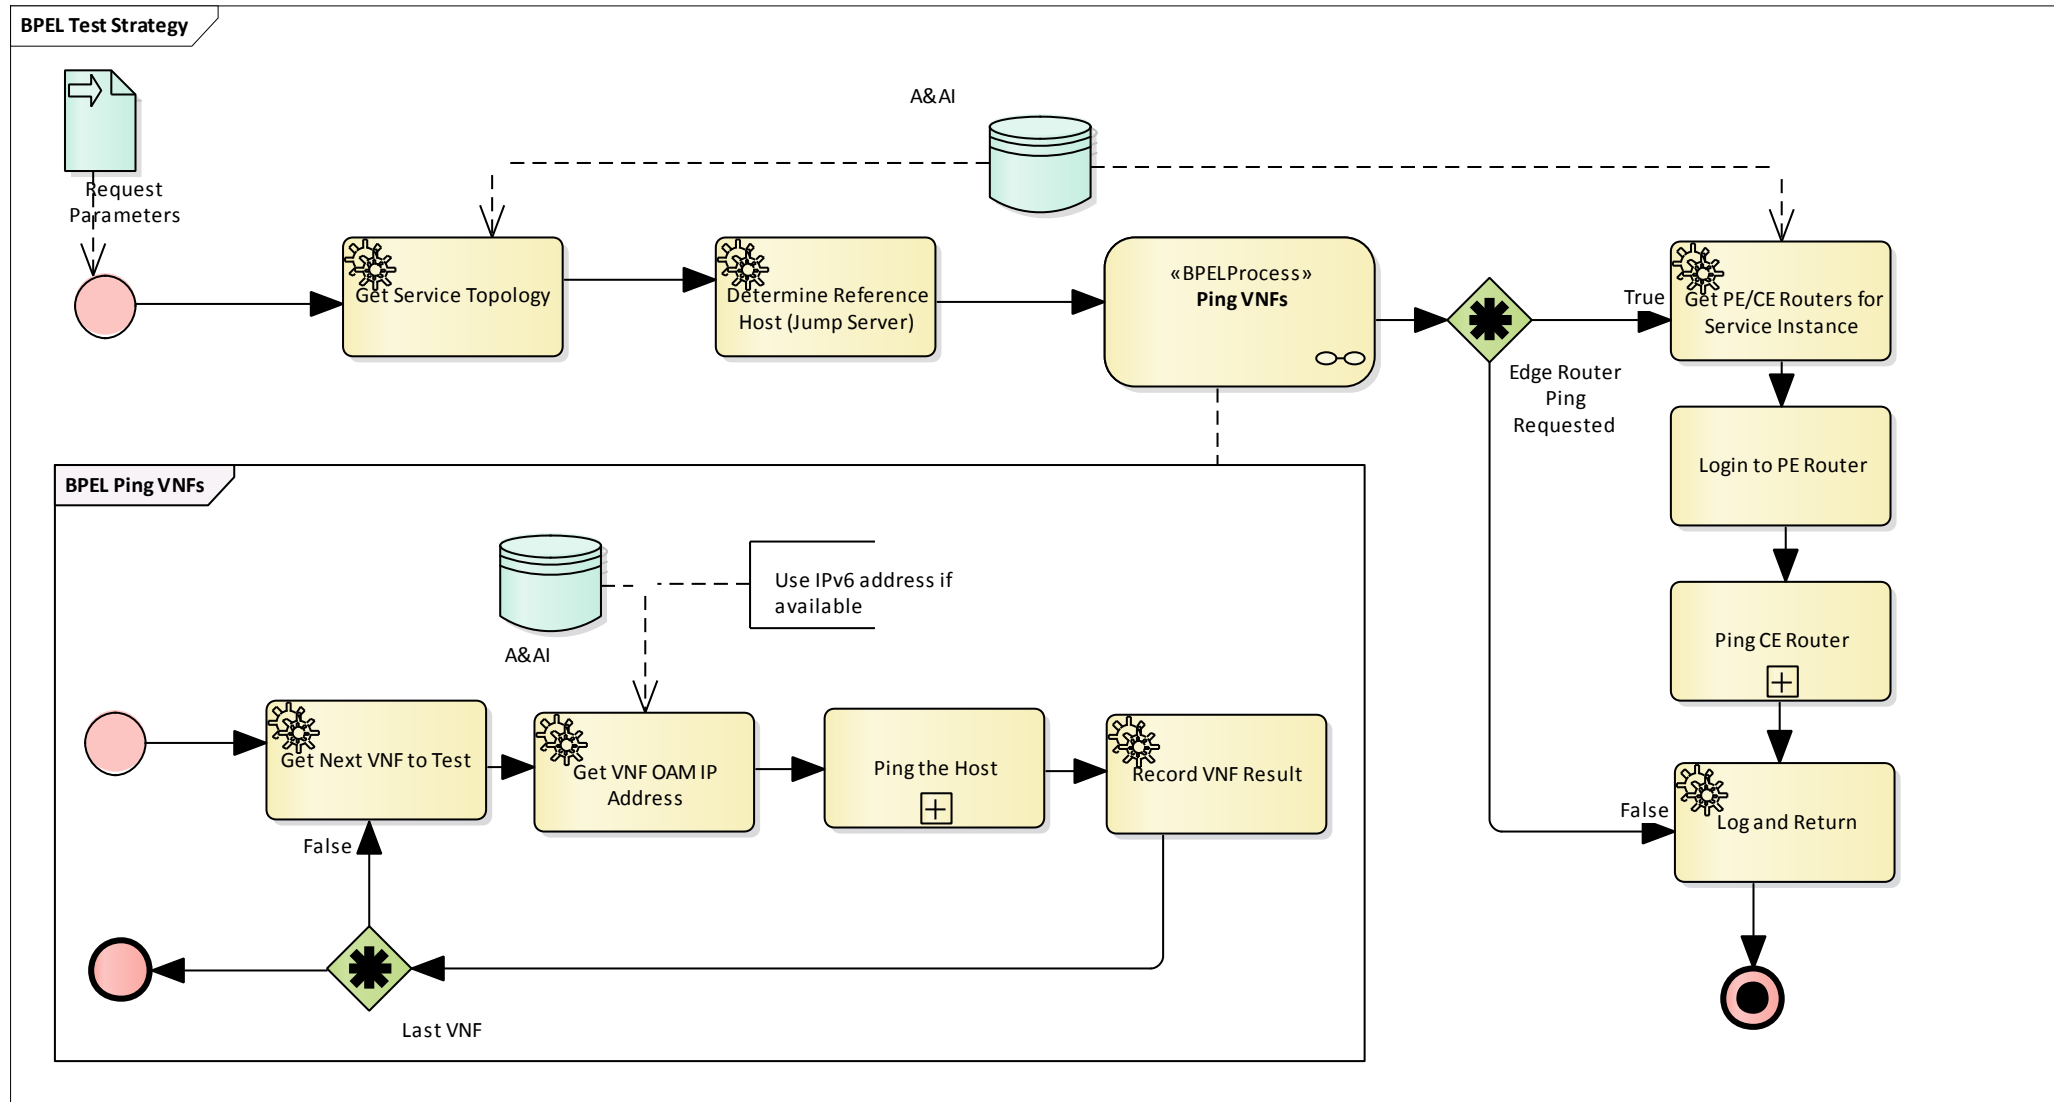 BPEL Test Strategy
A&AI
Request
Parameters
Get Service Topology
Determine Reference
Host (Jump Server)
«BPELProcess»
Ping VNFs
True
Get PE/CE Routers for
Service Instance
Edge Router
Ping
Requested
Login to PE Router
Ping CE Router
False
Log and Return
BPEL Ping VNFs
A&AI
Use IPv6 address if
available
Get Next VNF to Test
Get VNF OAM IP
Address
Ping the Host
Record VNF Result
False
Last VNF